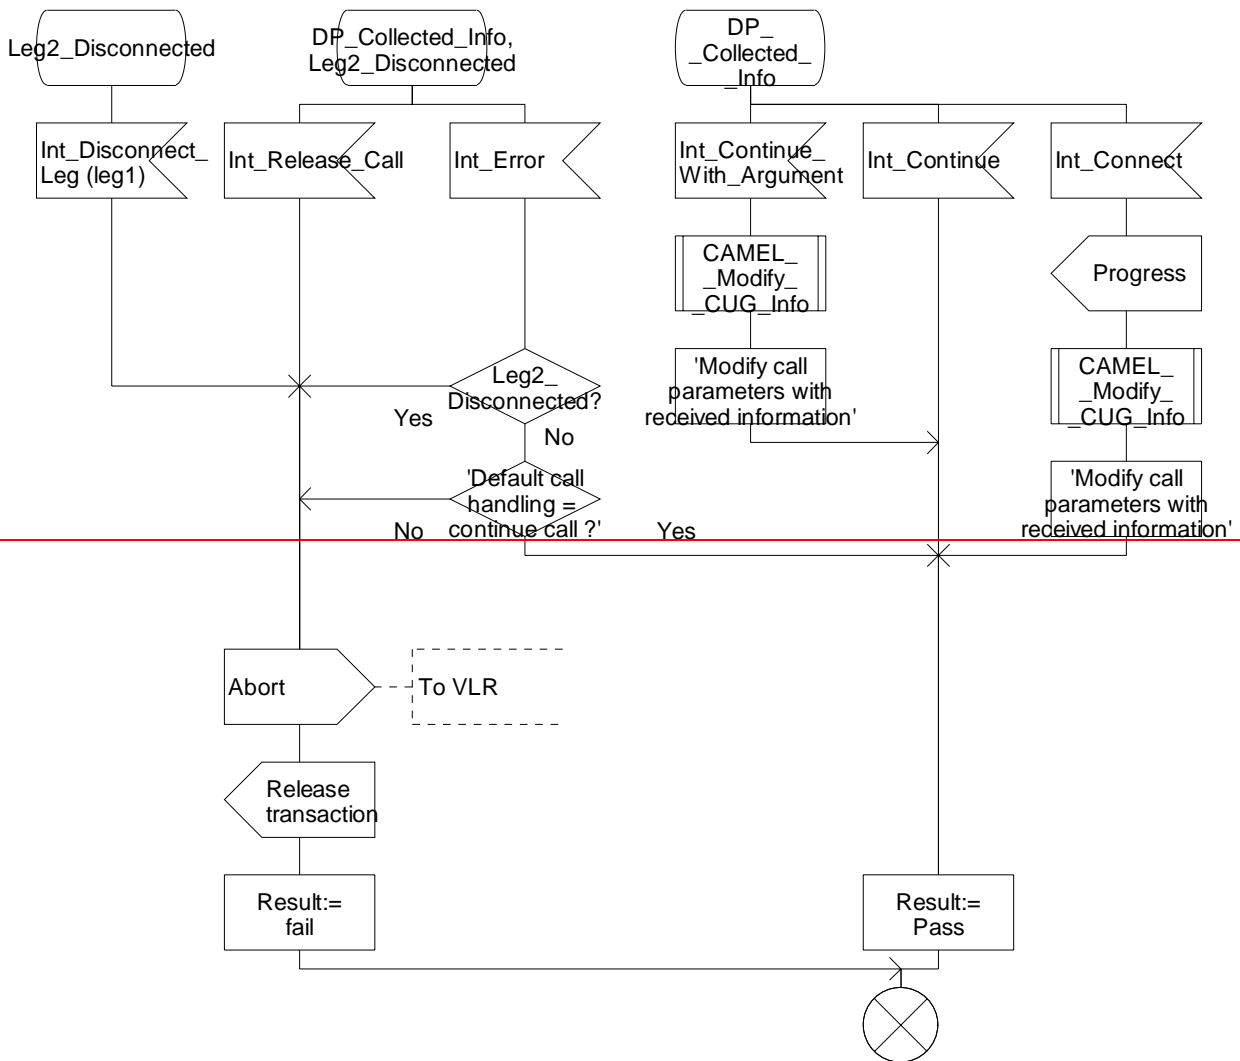 Leg2_Disconnected
DP_Collected_Info,
Leg2_Disconnected
DP_
_Collected_
_Info
Int_Disconnect_
Leg (leg1)
Int_Release_Call
Int_Error
Int_Continue_
With_Argument
Int_Continue
Int_Connect
CAMEL_
_Modify_
_CUG_Info
Progress
Leg2_
Disconnected?
Yes
No
'Modify call
parameters with
received information'
CAMEL_
_Modify_
_CUG_Info
'Default call
handling =
continue call ?'
No
Yes
'Modify call
parameters with
received information'
Abort
To VLR
Release
transaction
Result:=
fail
Result:=
Pass